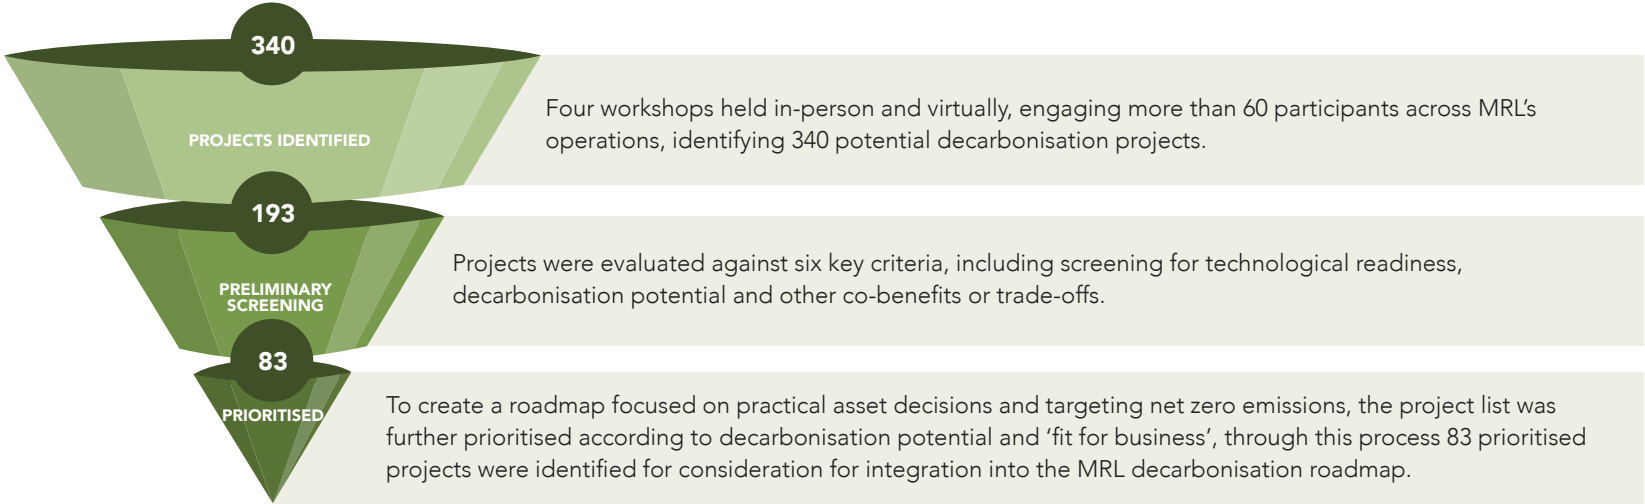 340
PROJECTS IDENTIFIED
Four workshops held in-person and virtually, engaging more than 60 participants across MRL's
operations, identifying 340 potential decarbonisation projects.
193
PRELIMINARY
SCREENING
Projects were evaluated against six key criteria, including screening for technological readiness,
decarbonisation potential and other co-benefits or trade-offs.
83
PRIORITISED
To create a roadmap focused on practical asset decisions and targeting net zero emissions, the project list was
further prioritised according to decarbonisation potential and ‘fit for business’, through this process 83 prioritised
projects were identified for consideration for integration into the MRL decarbonisation roadmap.